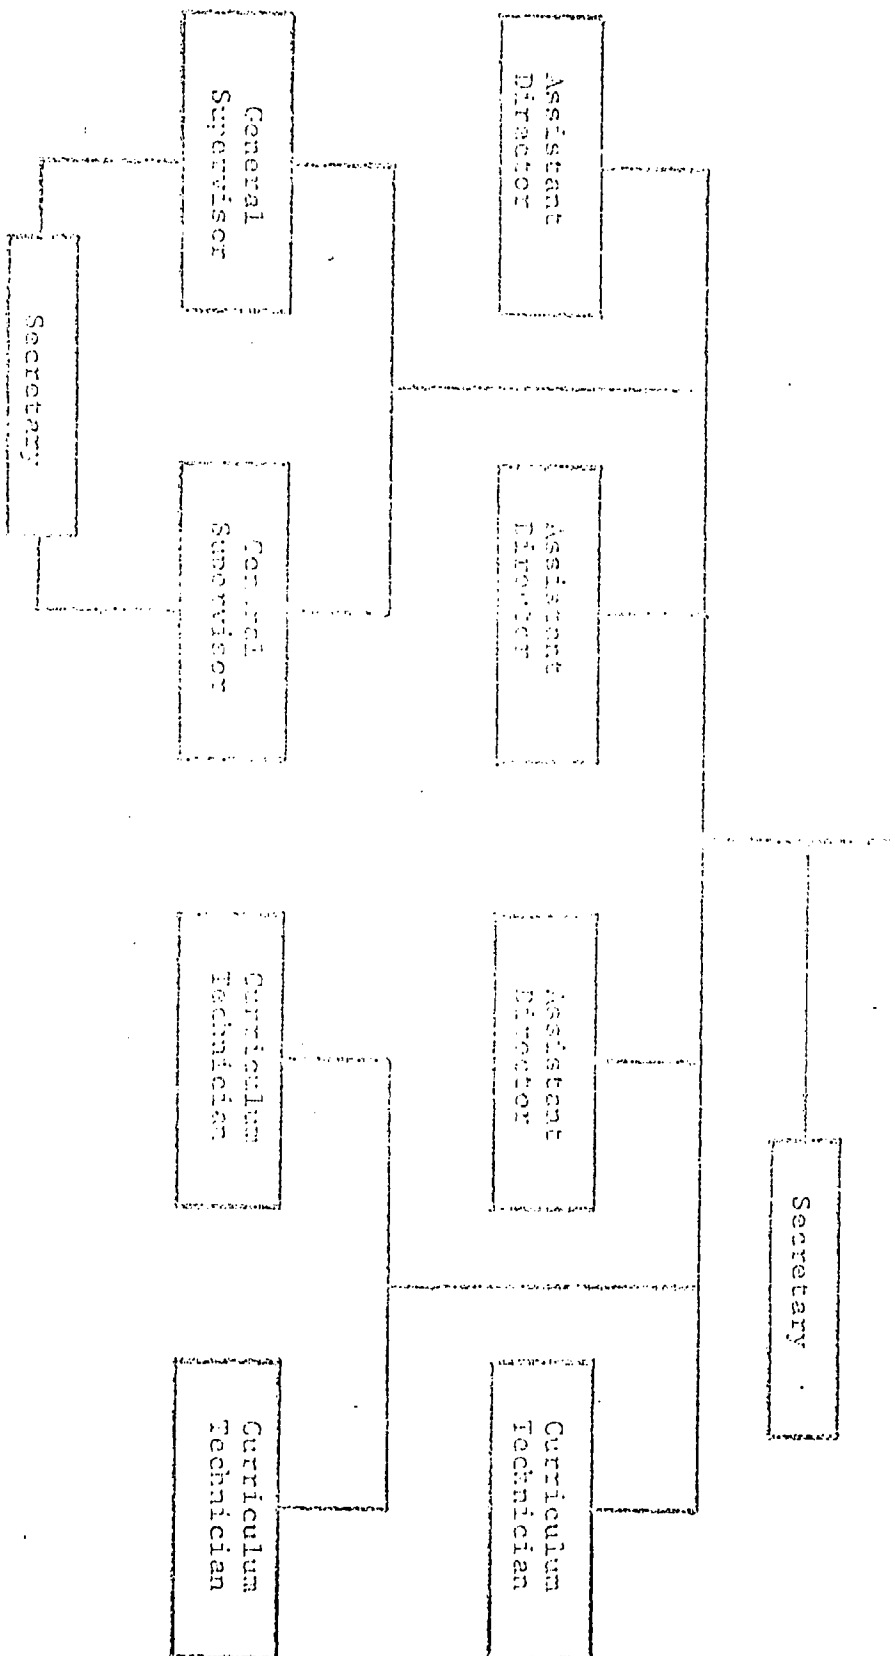 Secretary
Assistant
Director
Assistant
Director
Assistant
Director
Curriculum
Technician
General
Supervisor
General
Supervisor
Curriculum
Technician
Curriculum
Technician
Secretary